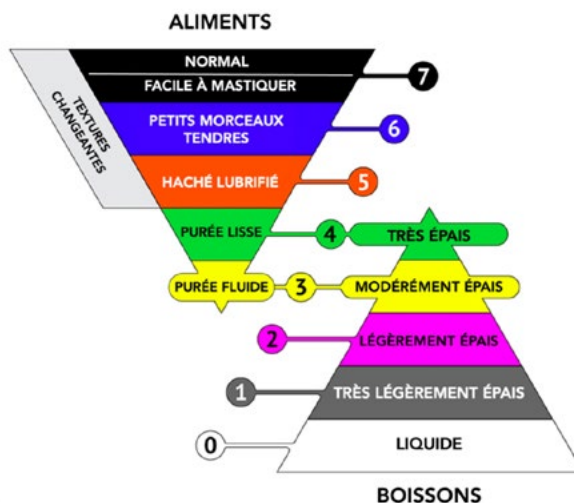 ALIMENTS
NORMAL
FACILE À MASTIQUER
7
TEXTURES
CHANGEANTES
PETITS MORCEAUX
TENDRES
6
HACHÉ LUBRIFIÉ
5
PURÉE LISSE
4
TRÈS ÉPAIS
PURÉE FLUIDE
3
MODÉRÉMENT ÉPAIS
2
LÉGÈREMENT ÉPAIS
1
TRÈS LÉGÈREMENT ÉPAIS
0
LIQUIDE
BOISSONS